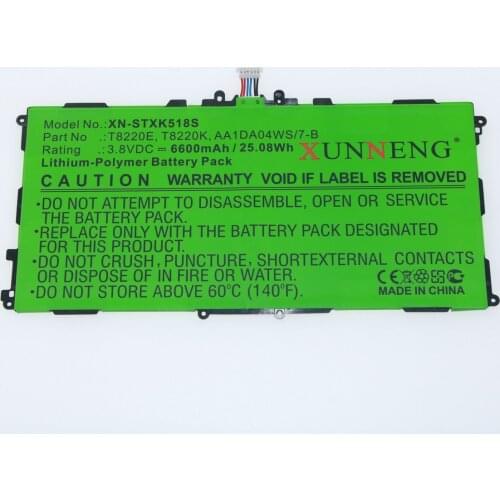 Model No.:XN-STXK518S
Part No     : T8220E, T8220K, AA1DA04WS/7-B
Rating      : 3.8VDC ⎓ 6600mAh / 25.08Wh
Lithium-Polymer Battery Pack
XUNNENG
CAUTION WARRANTY VOID IF LABEL IS REMOVED
•DO NOT ATTEMPT TO DISASSEMBLE, OPEN OR SERVICE
THE BATTERY PACK.
•REPLACE ONLY WITH THE BATTERY PACK DESIGNATED
FOR THIS PRODUCT.
•DO NOT CRUSH, PUNCTURE, SHORTEXTERNAL CONTACTS
OR DISPOSE OF IN FIRE OR WATER.
•DO NOT STORE ABOVE 60°C (140°F).
CE
MADE IN CHINA